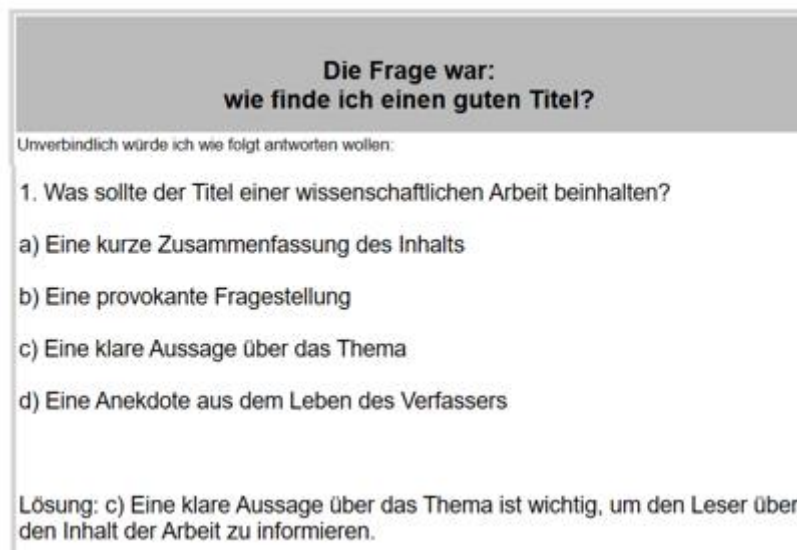 Die Frage war:
wie finde ich einen guten Titel?
Unverbindlich würde ich wie folgt antworten wollen:
1. Was sollte der Titel einer wissenschaftlichen Arbeit beinhalten?
a) Eine kurze Zusammenfassung des Inhalts
b) Eine provokante Fragestellung
c) Eine klare Aussage über das Thema
d) Eine Anekdote aus dem Leben des Verfassers
Lösung: c) Eine klare Aussage über das Thema ist wichtig, um den Leser über
den Inhalt der Arbeit zu informieren.